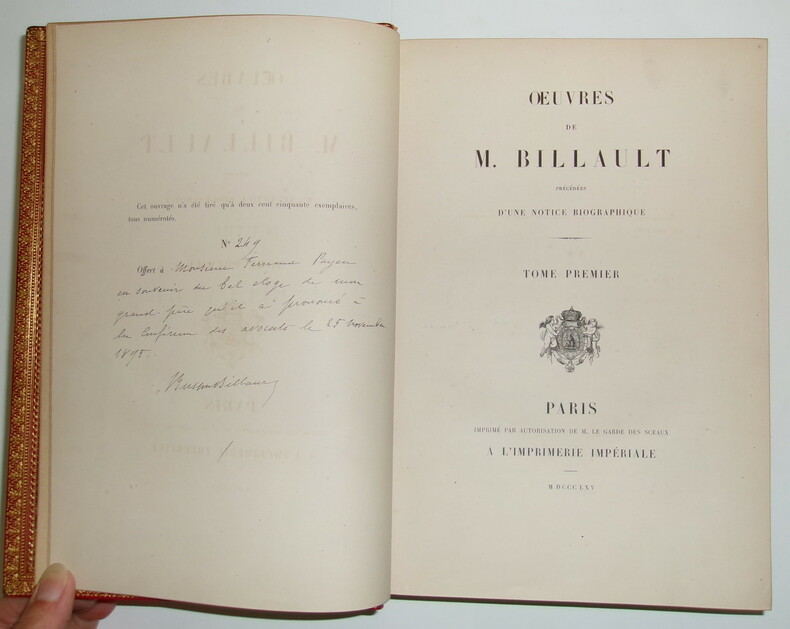 Cet ouvrage n'a été tiré qu'à deux cent cinquante exemplaires,
tous numérotés.
N° 249
Offert à Monsieur Fernand Payen
en souvenir du bel eloge de mon
grand-père qu'il a prononcé à
la Conférence des avocats le 25 novembre
1895.
OEUVRES
DE
M. BILLAULT
PRÉCÉDÉES
D'UNE NOTICE BIOGRAPHIQUE
TOME PREMIER
PARIS
IMPRIMÉ PAR AUTORISATION DE M. LE GARDE DES SCEAUX
A L'IMPRIMERIE IMPÉRIALE
M DCCC LXV